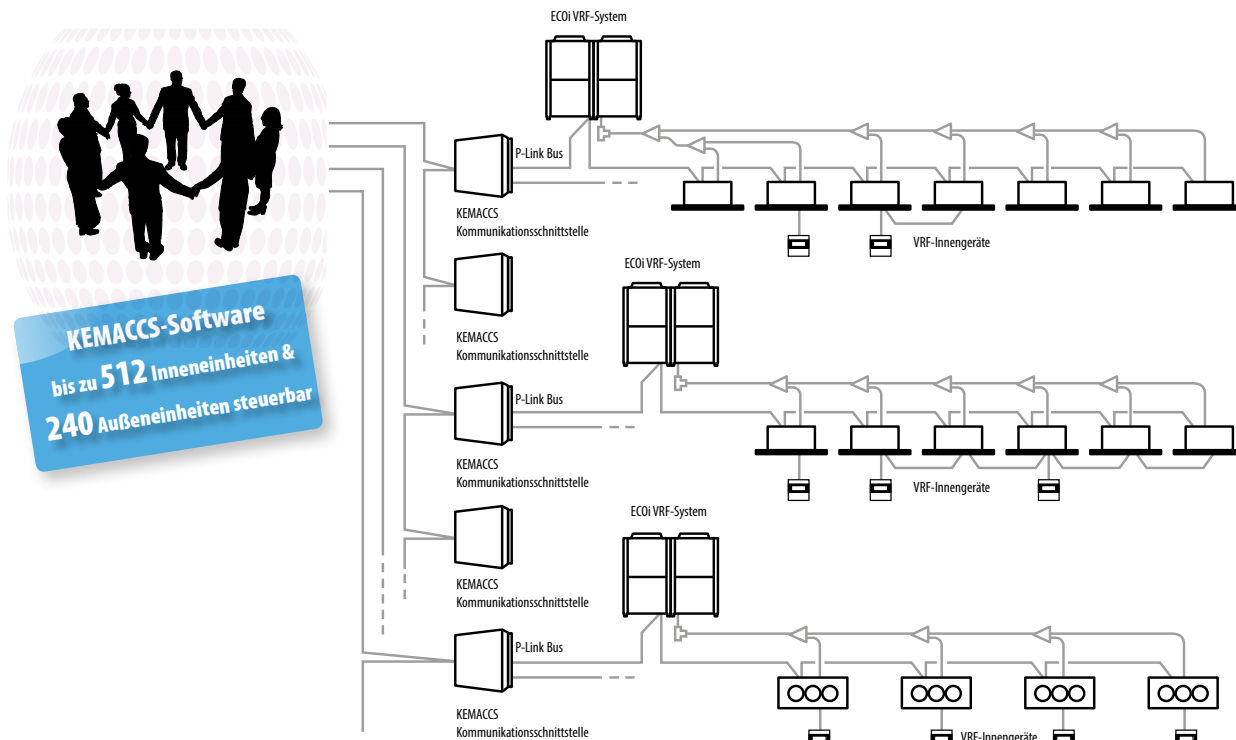 ECOi VRF-System
P-Link Bus
KEMACCS
Kommunikationsschnittstelle
VRF-Innengeräte
ECOi VRF-System
KEMACCS
Kommunikationsschnittstelle
KEMACCS-Software
bis zu 512 Inneneinheiten &
240 Außeneinheiten steuerbar
P-Link Bus
KEMACCS
Kommunikationsschnittstelle
VRF-Innengeräte
ECOi VRF-System
KEMACCS
Kommunikationsschnittstelle
P-Link Bus
KEMACCS
Kommunikationsschnittstelle
VRF-Innengeräte